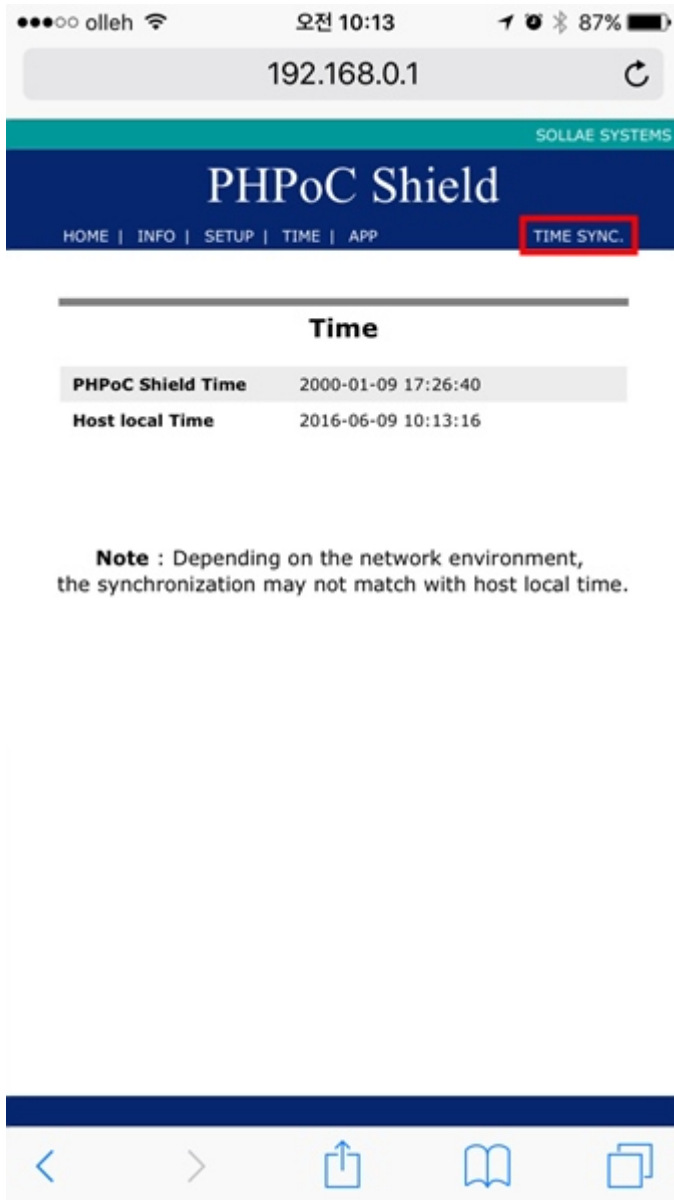 olleh 오전 10:13 87%
192.168.0.1
SOLLAE SYSTEMS
PHPoC Shield
HOME | INFO | SETUP | TIME | APP TIME SYNC.
Time
PHPoC Shield Time 2000-01-09 17:26:40
Host local Time 2016-06-09 10:13:16
Note : Depending on the network environment,
the synchronization may not match with host local time.